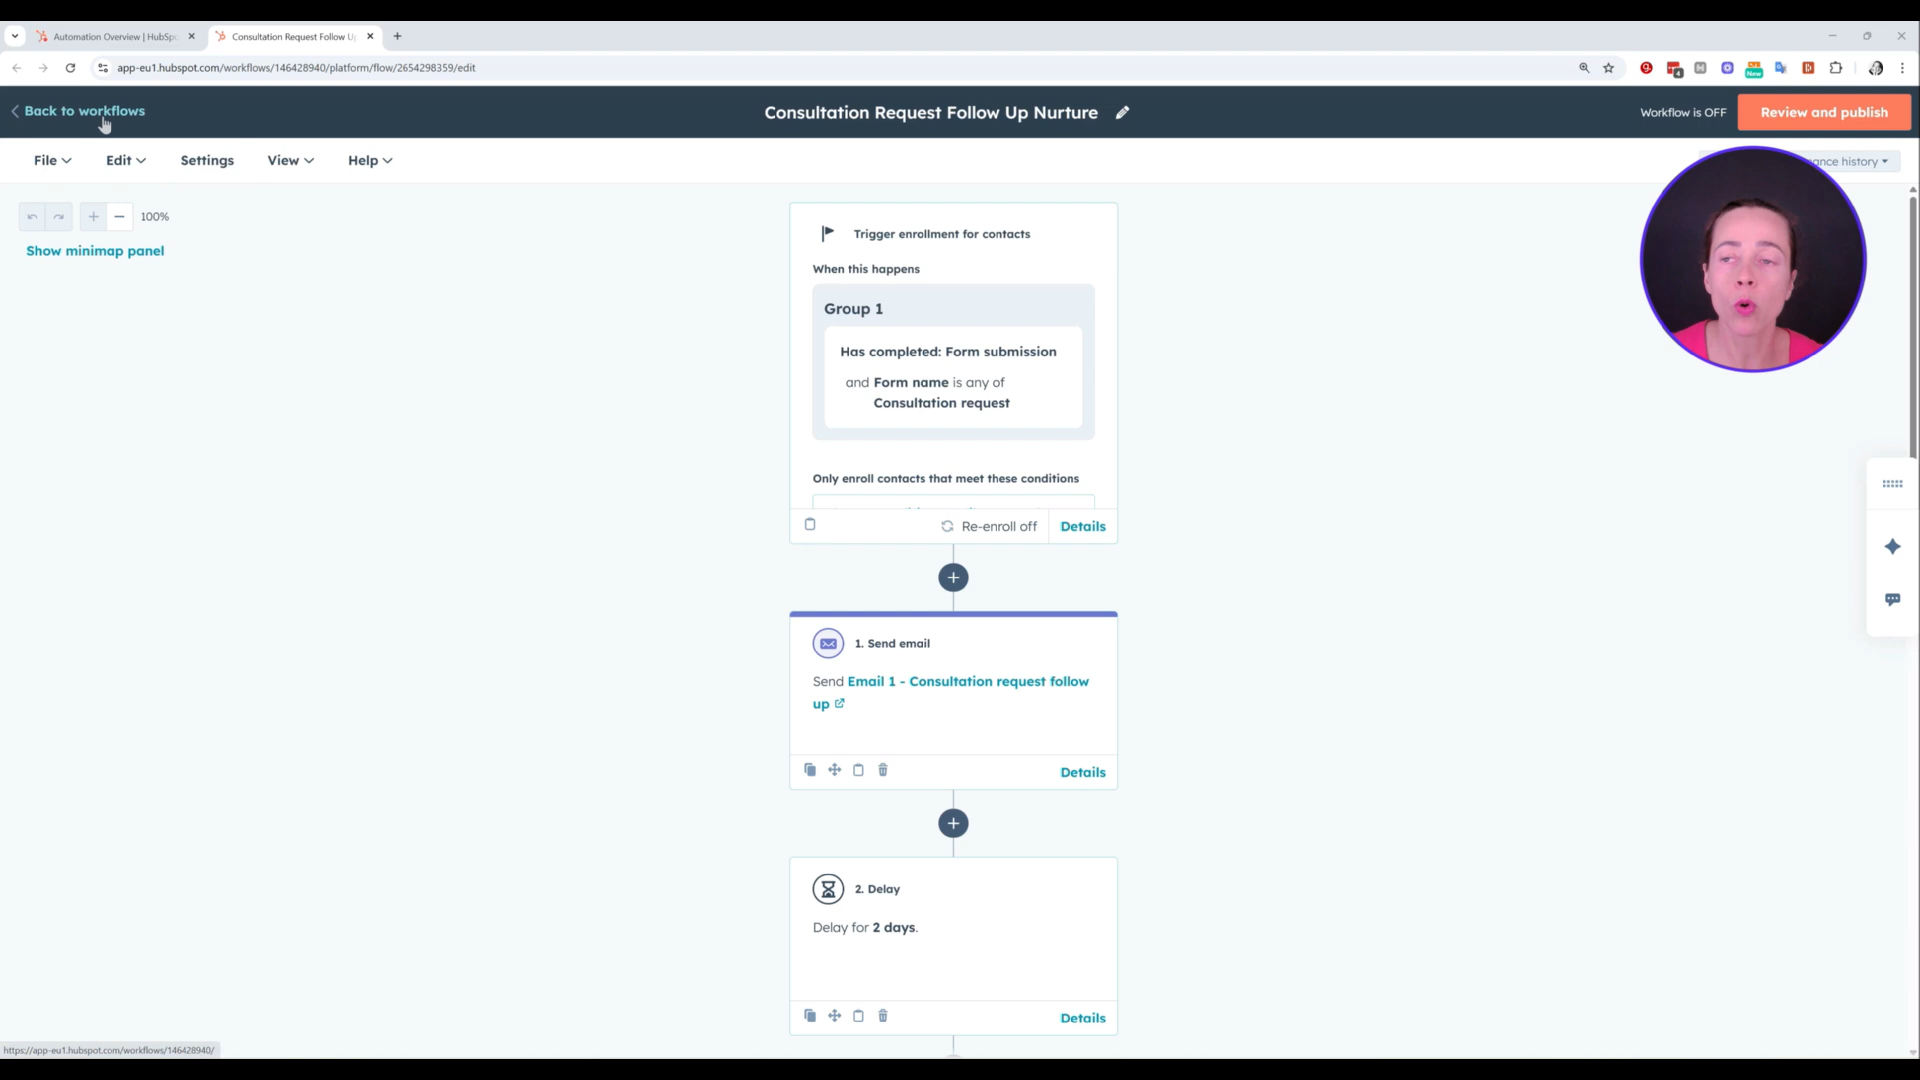 Automation Overview | HubSp
Consultation Request Follow U
app-eu1.hubspot.com/workflows/146428940/platform/flow/2654298359/edit
4
New
Back to workflows
Consultation Request Follow Up Nurture
Workflow is OFF
Review and publish
File
Edit
Settings
View
Help
ance history
100%
Show minimap panel
Trigger enrollment for contacts
When this happens
Group 1
Has completed: Form submission
and Form name is any of
Consultation request
Only enroll contacts that meet these conditions
Re-enroll off
Details
1. Send email
Send Email 1 - Consultation request follow
up
Details
2. Delay
Delay for 2 days.
Details
https://app-eu1.hubspot.com/workflows/146428940/